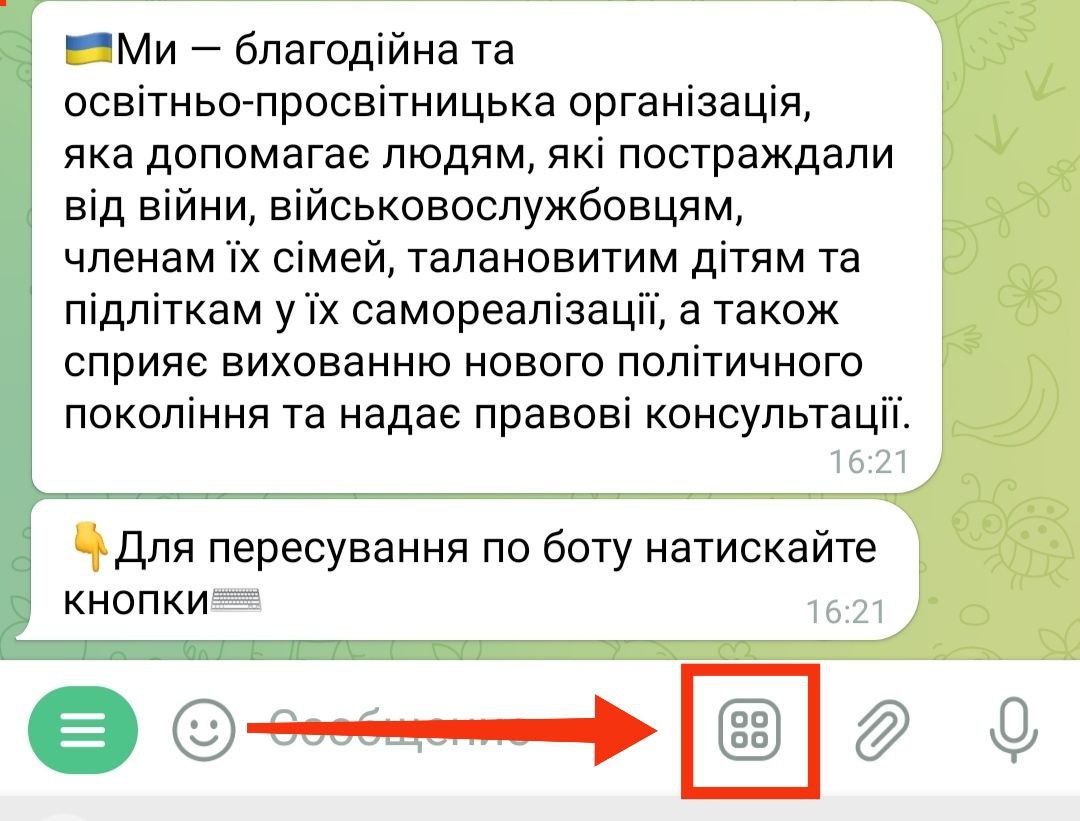 🇺🇦Ми — благодійна та
освітньо-просвітницька організація,
яка допомагає людям, які постраждали
від війни, військовослужбовцям,
членам їх сімей, талановитим дітям та
підліткам у їх самореалізації, а також
сприяє вихованню нового політичного
покоління та надає правові консультації.
16:21
👇Для пересування по боту натискайте
кнопки⌨️
16:21
Сообщение